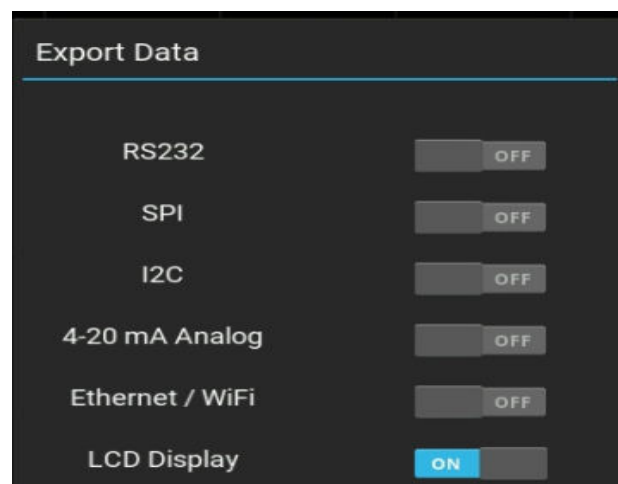 Export Data
RS232 OFF
SPI OFF
I2C OFF
4-20 mA Analog OFF
Ethernet / WiFi OFF
LCD Display ON